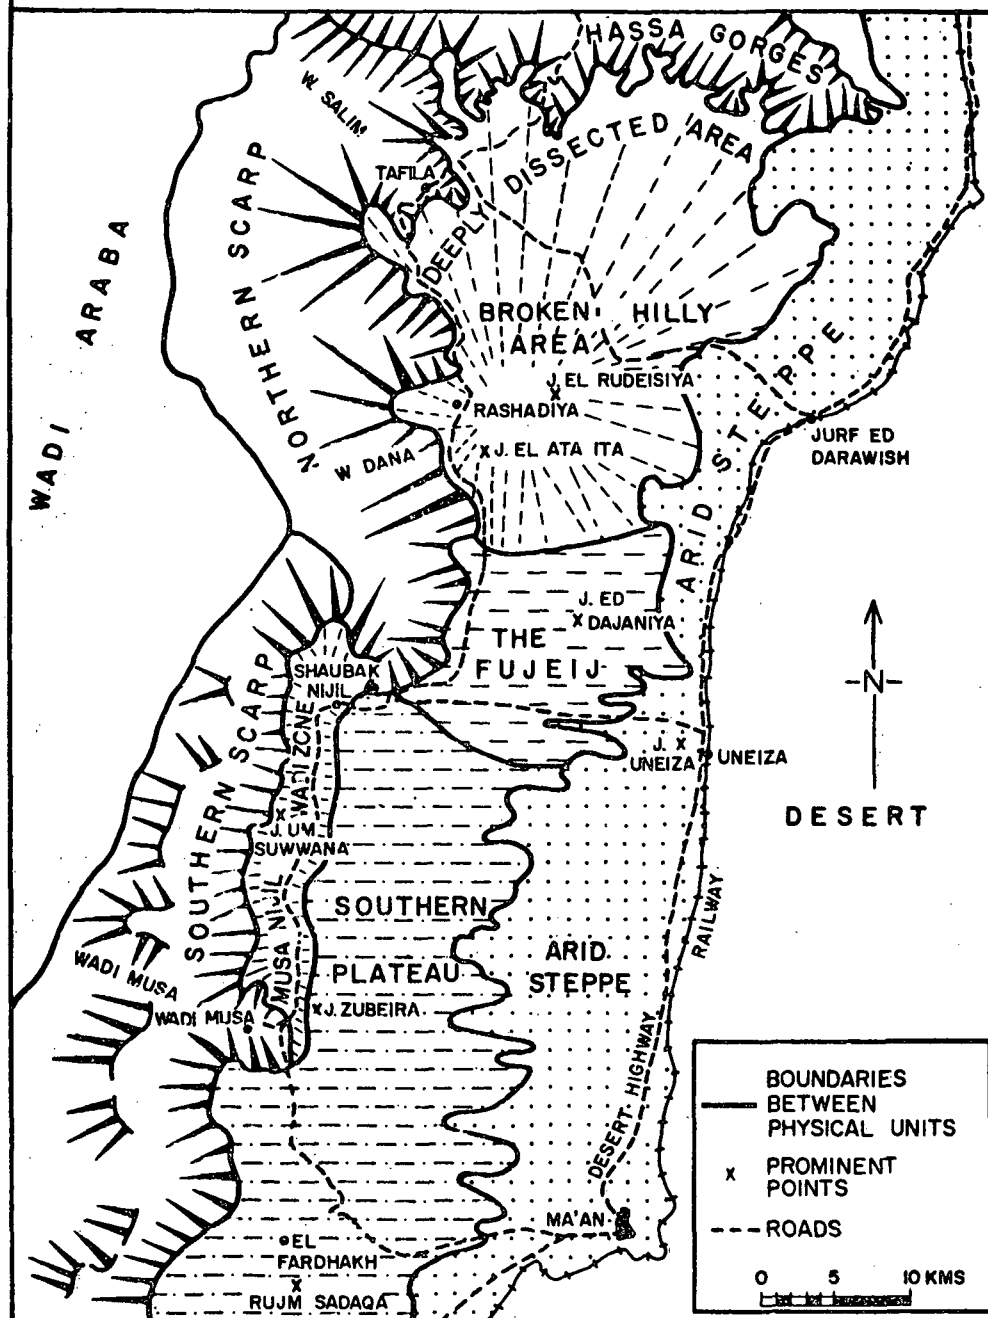 HASSA GORGES
W. SALIM
DEEPLY DISSECTED AREA
TAFILA
NORTHERN SCARP
WADI ARABA
BROKEN HILLY
AREA
J. EL RUDEISIYA
RASHADIYA
ARID STEPPE
JURF ED
DARAWISH
J. EL ATA ITA
W DANA
J. ED
DAJANIYA
THE
FUJEIJ
-N-
SHAUBAK
NIJIL
SOUTHERN SCARP
J.
UNEIZA
UNEIZA
DESERT
MUSA NIJIL WADI ZONE
J. UM
SUWWANA
RAILWAY
SOUTHERN
PLATEAU
ARID
STEPPE
WADI MUSA
WADI MUSA
J. ZUBEIRA
DESERT HIGHWAY
MA'AN
EL
FARDHAKH
RUJM SADAQA
BOUNDARIES
BETWEEN
PHYSICAL UNITS
x PROMINENT
POINTS
ROADS
0 5 10 KMS